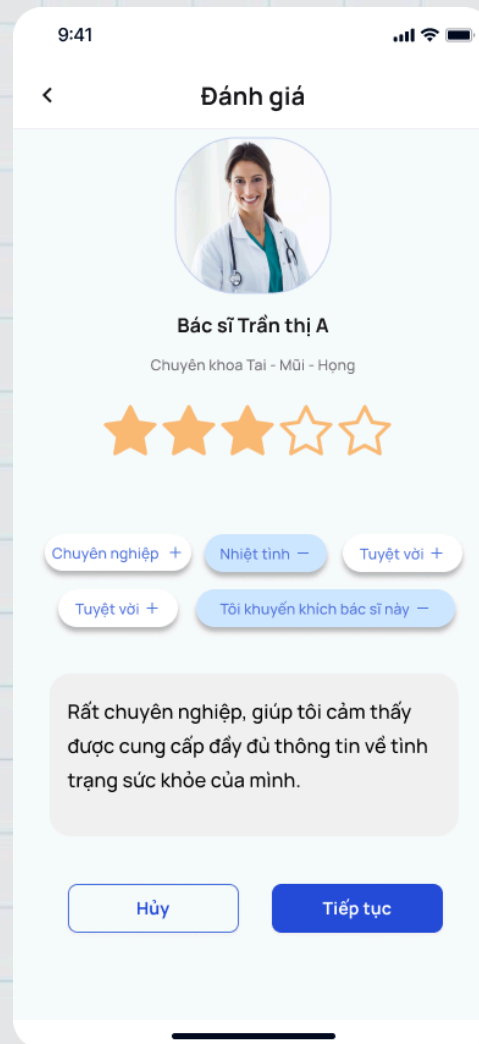 9:41
Đánh giá
Bác sĩ Trần thị A
Chuyên khoa Tai - Mũi - Họng
Chuyên nghiệp + Nhiệt tình − Tuyệt vời +
Tuyệt vời + Tôi khuyến khích bác sĩ này −
Rất chuyên nghiệp, giúp tôi cảm thấy
được cung cấp đầy đủ thông tin về tình
trạng sức khỏe của mình.
Hủy Tiếp tục